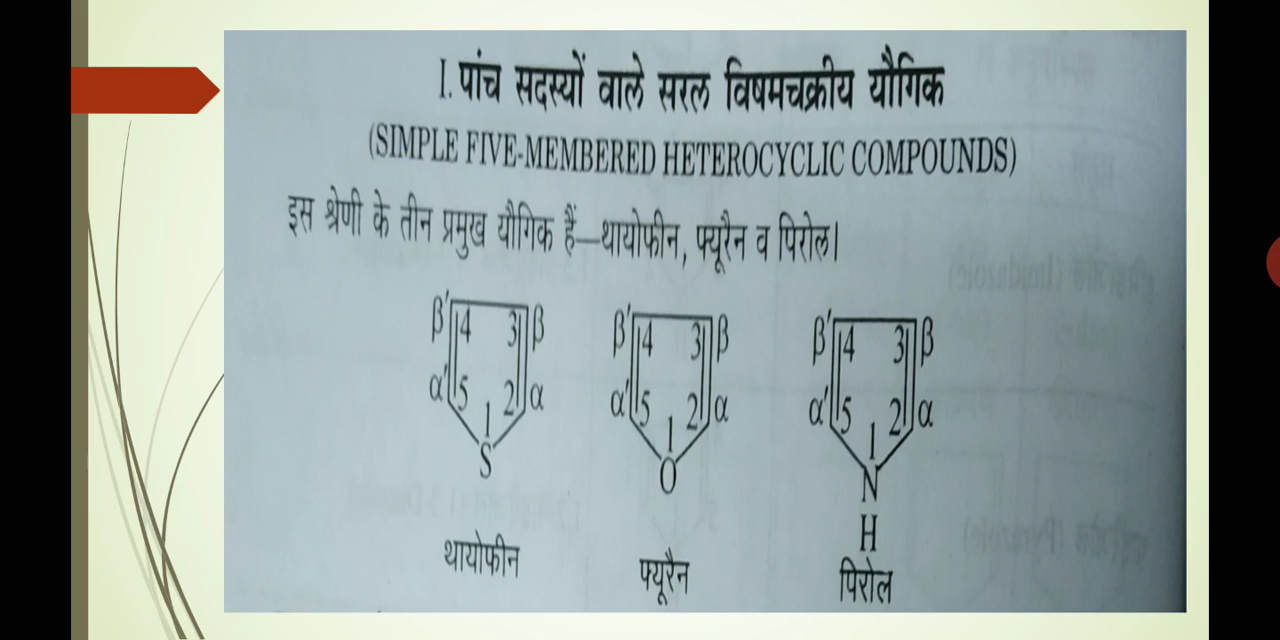 I. पांच सदस्यों वाले सरल विषमचक्रीय यौगिक
(SIMPLE FIVE-MEMBERED HETEROCYCLIC COMPOUNDS)
इस श्रेणी के तीन प्रमुख यौगिक हैं—थायोफीन, फ्यूरैन व पिरोल।
β′ 4 3 β β′ 4 3 β β′ 4 3 β
α′ 5 2 α α′ 5 2 α α′ 5 2 α
1 1 1
S O N
H
थायोफीन फ्यूरैन पिरोल